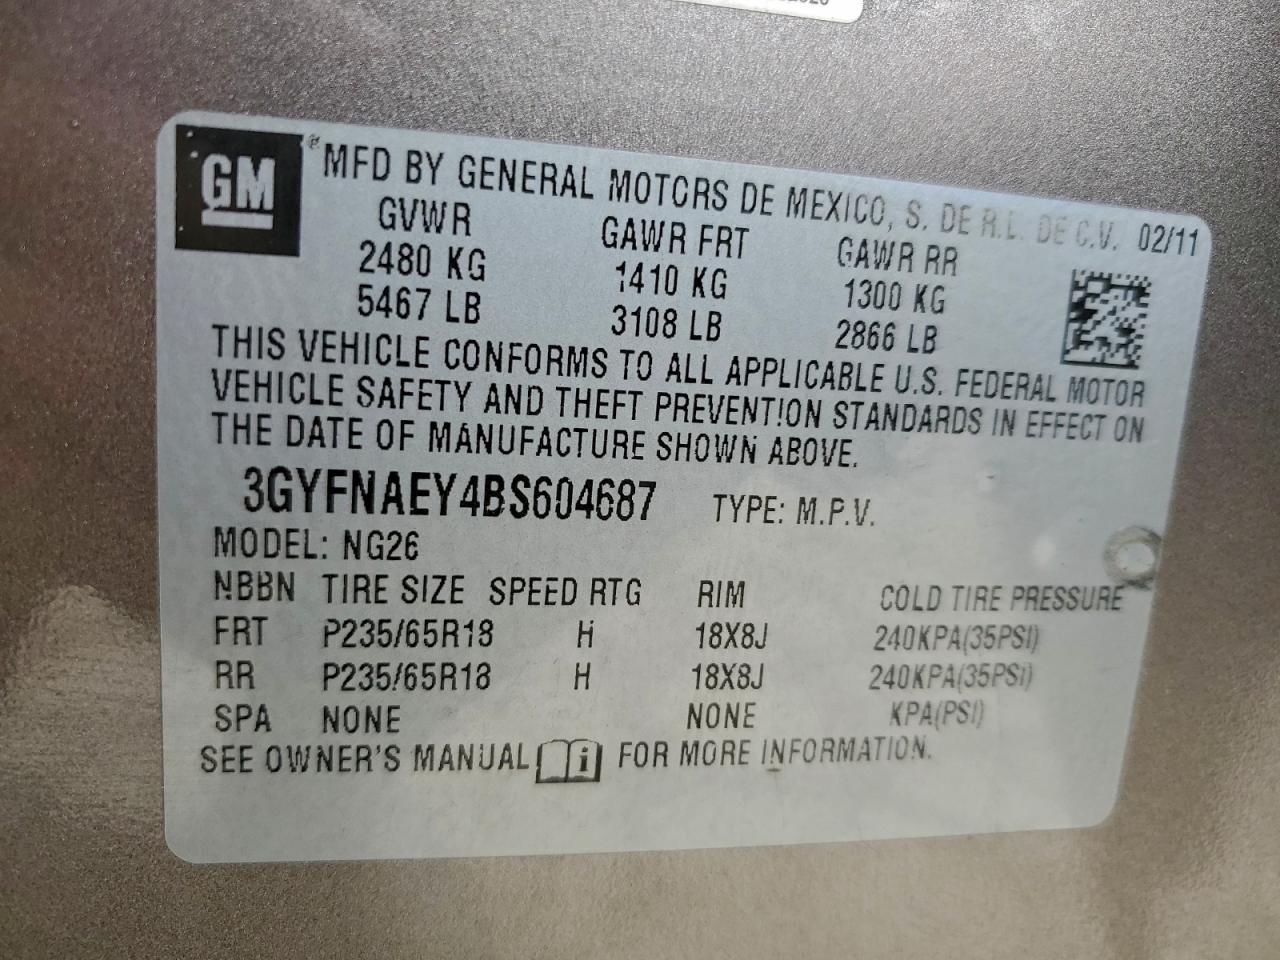 GM® MFD BY GENERAL MOTORS DE MEXICO, S. DE R.L. DE C.V. 02/11
GVWR GAWR FRT GAWR RR
2480 KG 1410 KG 1300 KG
5467 LB 3108 LB 2866 LB
THIS VEHICLE CONFORMS TO ALL APPLICABLE U.S. FEDERAL MOTOR
VEHICLE SAFETY AND THEFT PREVENTION STANDARDS IN EFFECT ON
THE DATE OF MANUFACTURE SHOWN ABOVE.
3GYFNAEY4BS604687 TYPE: M.P.V.
MODEL: NG26
NBBN TIRE SIZE SPEED RTG RIM COLD TIRE PRESSURE
FRT P235/65R18 H 18X8J 240KPA(35PSI)
RR P235/65R18 H 18X8J 240KPA(35PSI)
SPA NONE NONE KPA(PSI)
SEE OWNER'S MANUAL i FOR MORE INFORMATION.